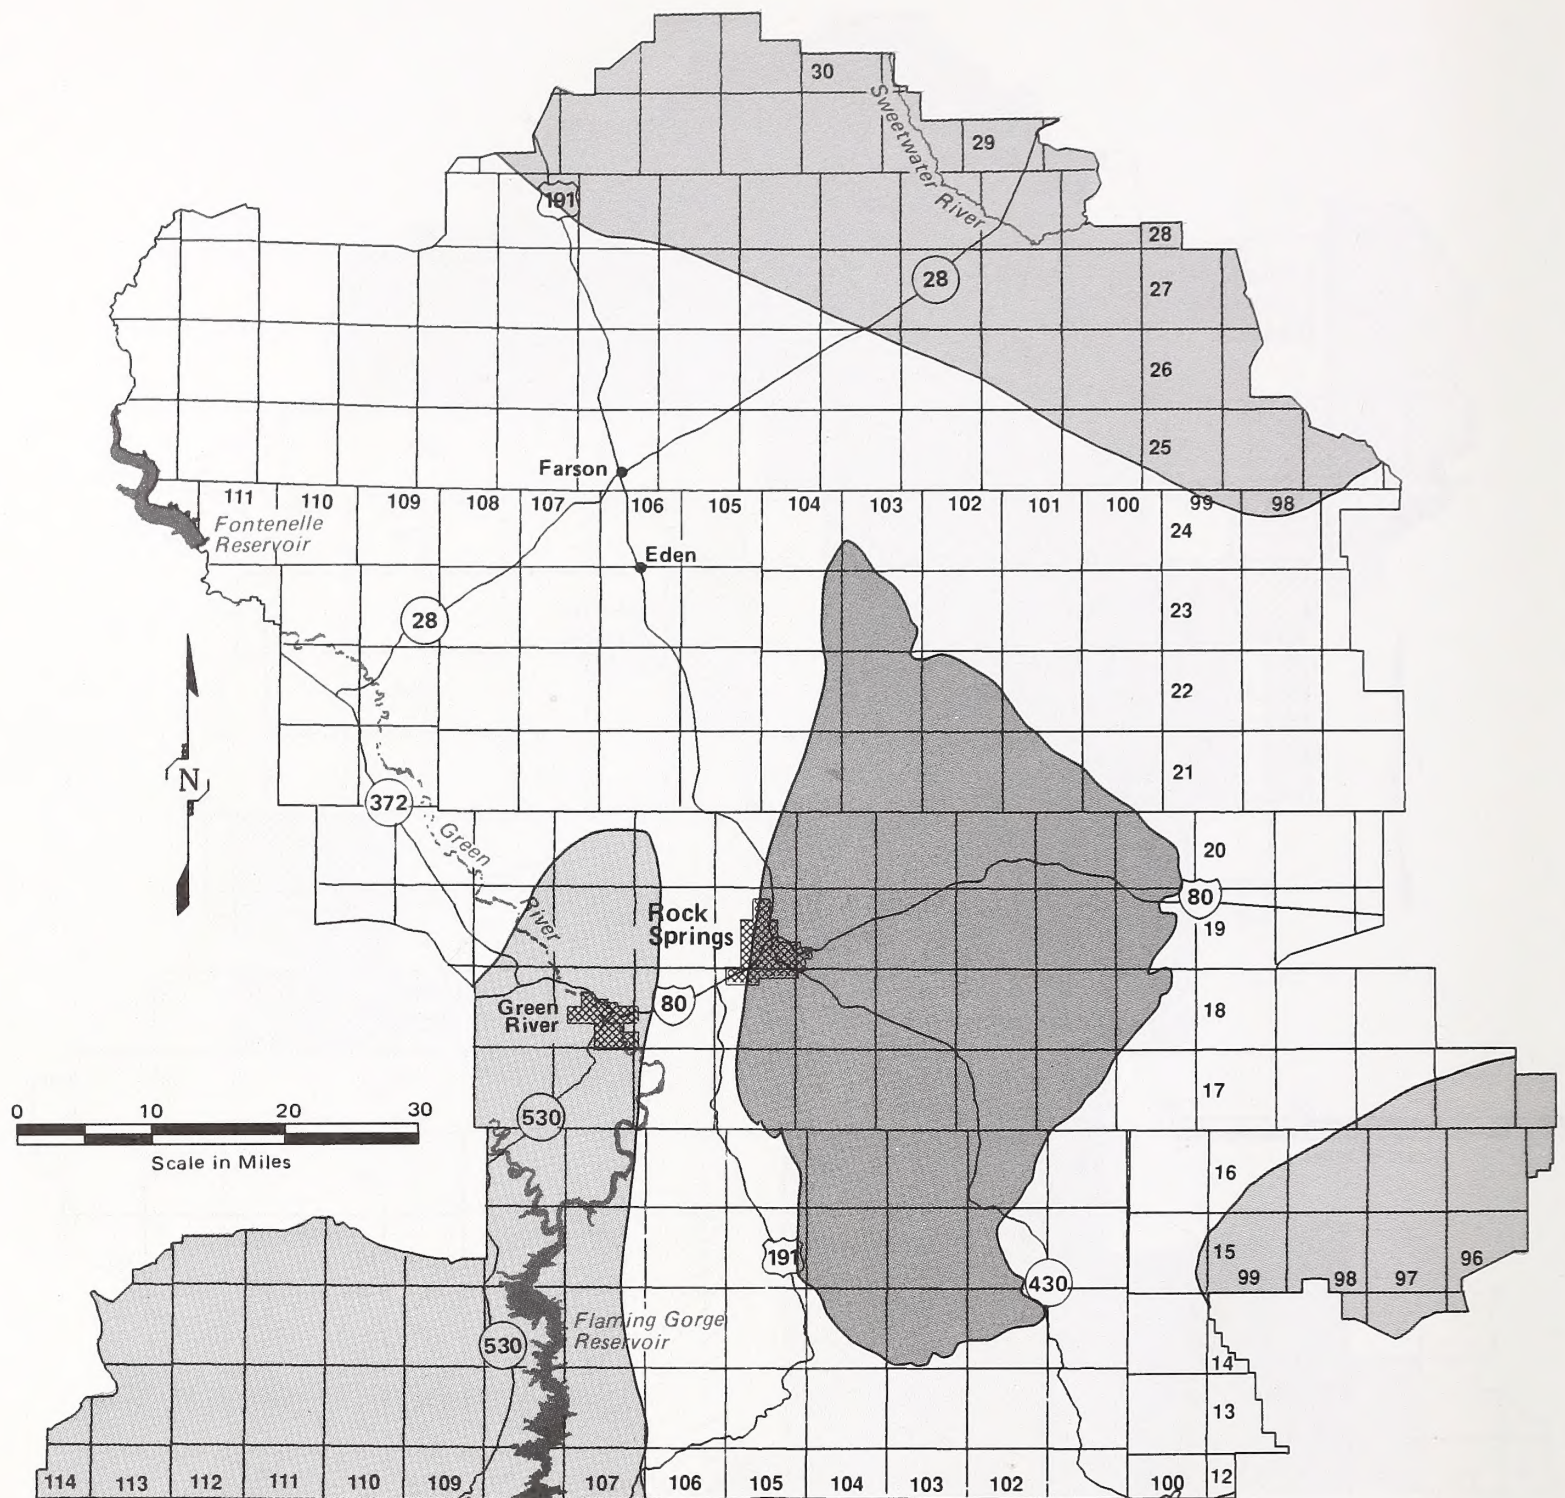 30
Sweetwater River
29
191
28
28
27
26
25
Farson
111 110 109 108 107 106 105 104 103 102 101 100 99 98
Fontenelle
Reservoir
24
Eden
23
28
22
21
N
372
Green
River
20
80
19
Rock
Springs
18
Green
River
80
17
0 10 20 30
Scale in Miles
530
16
191
15
99 98 97 96
430
Flaming Gorge
Reservoir
530
14
13
12
114 113 112 111 110 109 107 106 105 104 103 102 100